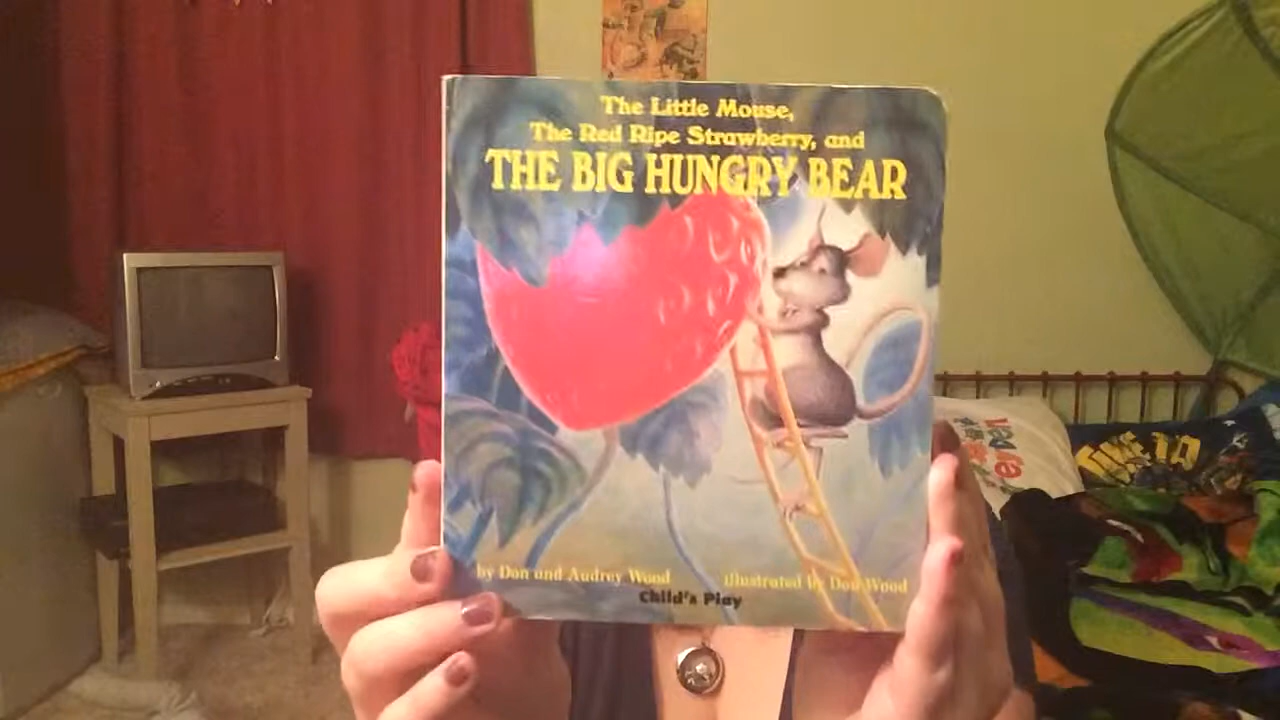 The Little Mouse,
The Red Ripe Strawberry, and
THE BIG HUNGRY BEAR
by Don and Audrey Wood
illustrated by Don Wood
Child's Play